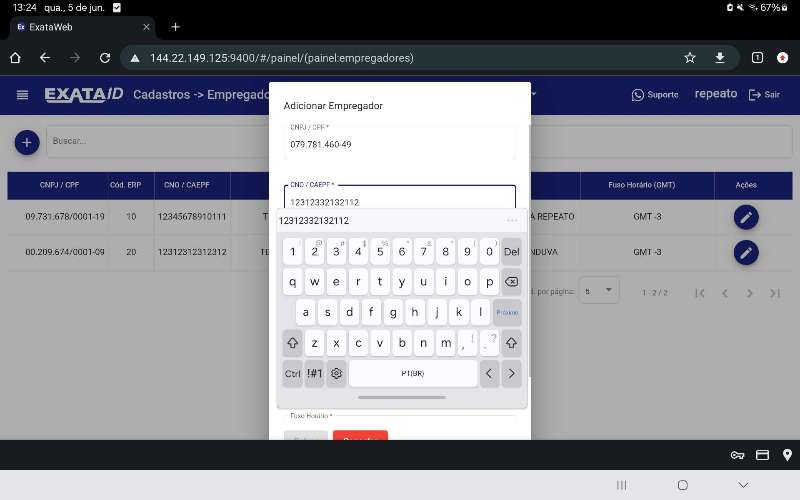 13:24 qua., 5 de jun. 67%
ExataWeb
144.22.149.125:9400/#/painel/(painel:empregadores)
1
EXATA ID Cadastros -> Empregado Suporte repeato Sair
Adicionar Empregador
CNPJ / CPF *
079.781.460-49
Buscar...
CNO / CAEPF *
12312332132112
CNPJ / CPF Cód. ERP CNO / CAEPF Fuso Horário (GMT) Ações
09.731.678/0001-19 10 12345678910111 T A REPEATO GMT -3
00.209.674/0001-09 20 12312312312312 TE NDUVA GMT -3
. por página: 5 1 - 2 / 2
12312332132112 ...
1 2 3 4 5 6 7 8 9 0 Del
q w e r t y u i o p
a s d f g h j k l Próximo
z x c v b n m , ! . ?
Ctrl !#1 PT(BR) < >
Fuso Horário *